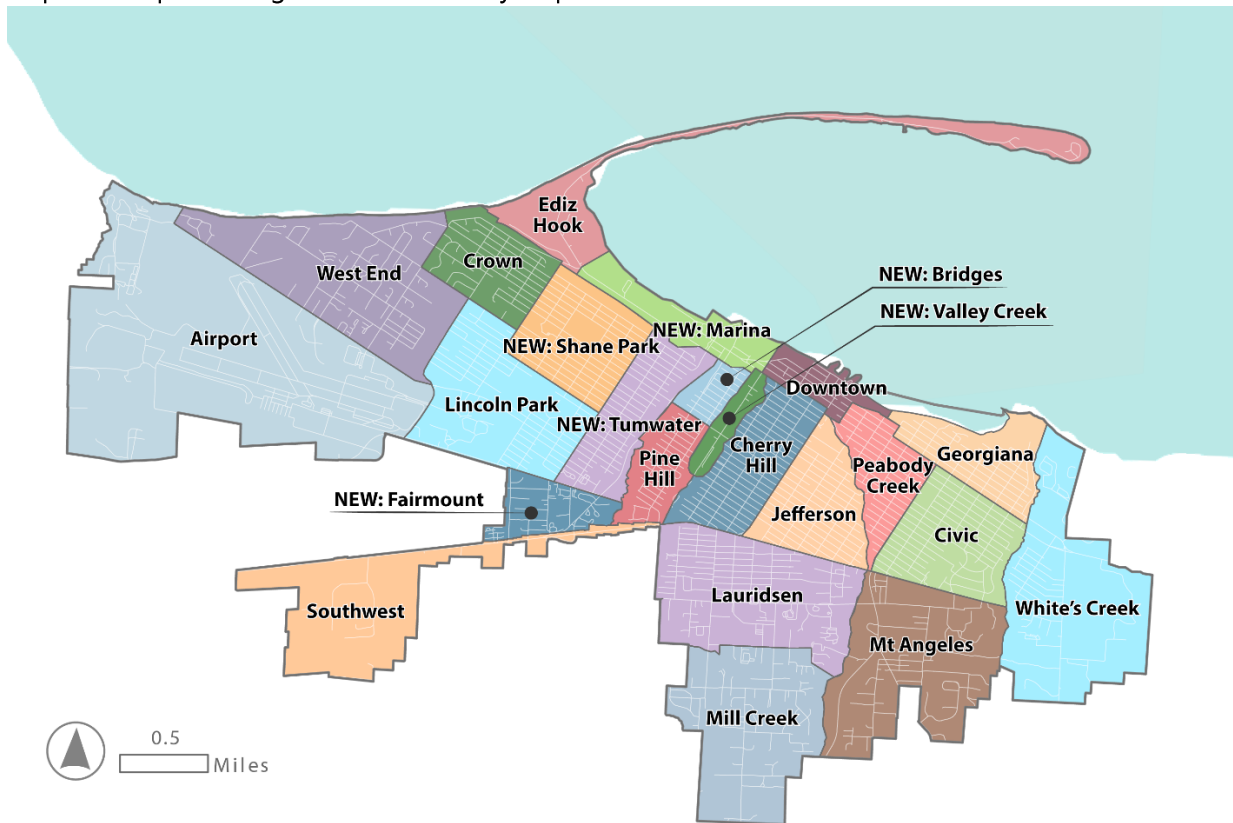 Ediz
Hook
Crown
West End
NEW: Bridges
NEW: Valley Creek
Airport
NEW: Marina
NEW: Shane Park
Downtown
Lincoln Park
NEW: Tumwater
Cherry
Hill
Pine
Hill
Peabody
Creek
Georgiana
NEW: Fairmount
Jefferson
Civic
Lauridsen
White's Creek
Southwest
Mt Angeles
Mill Creek
0.5
Miles